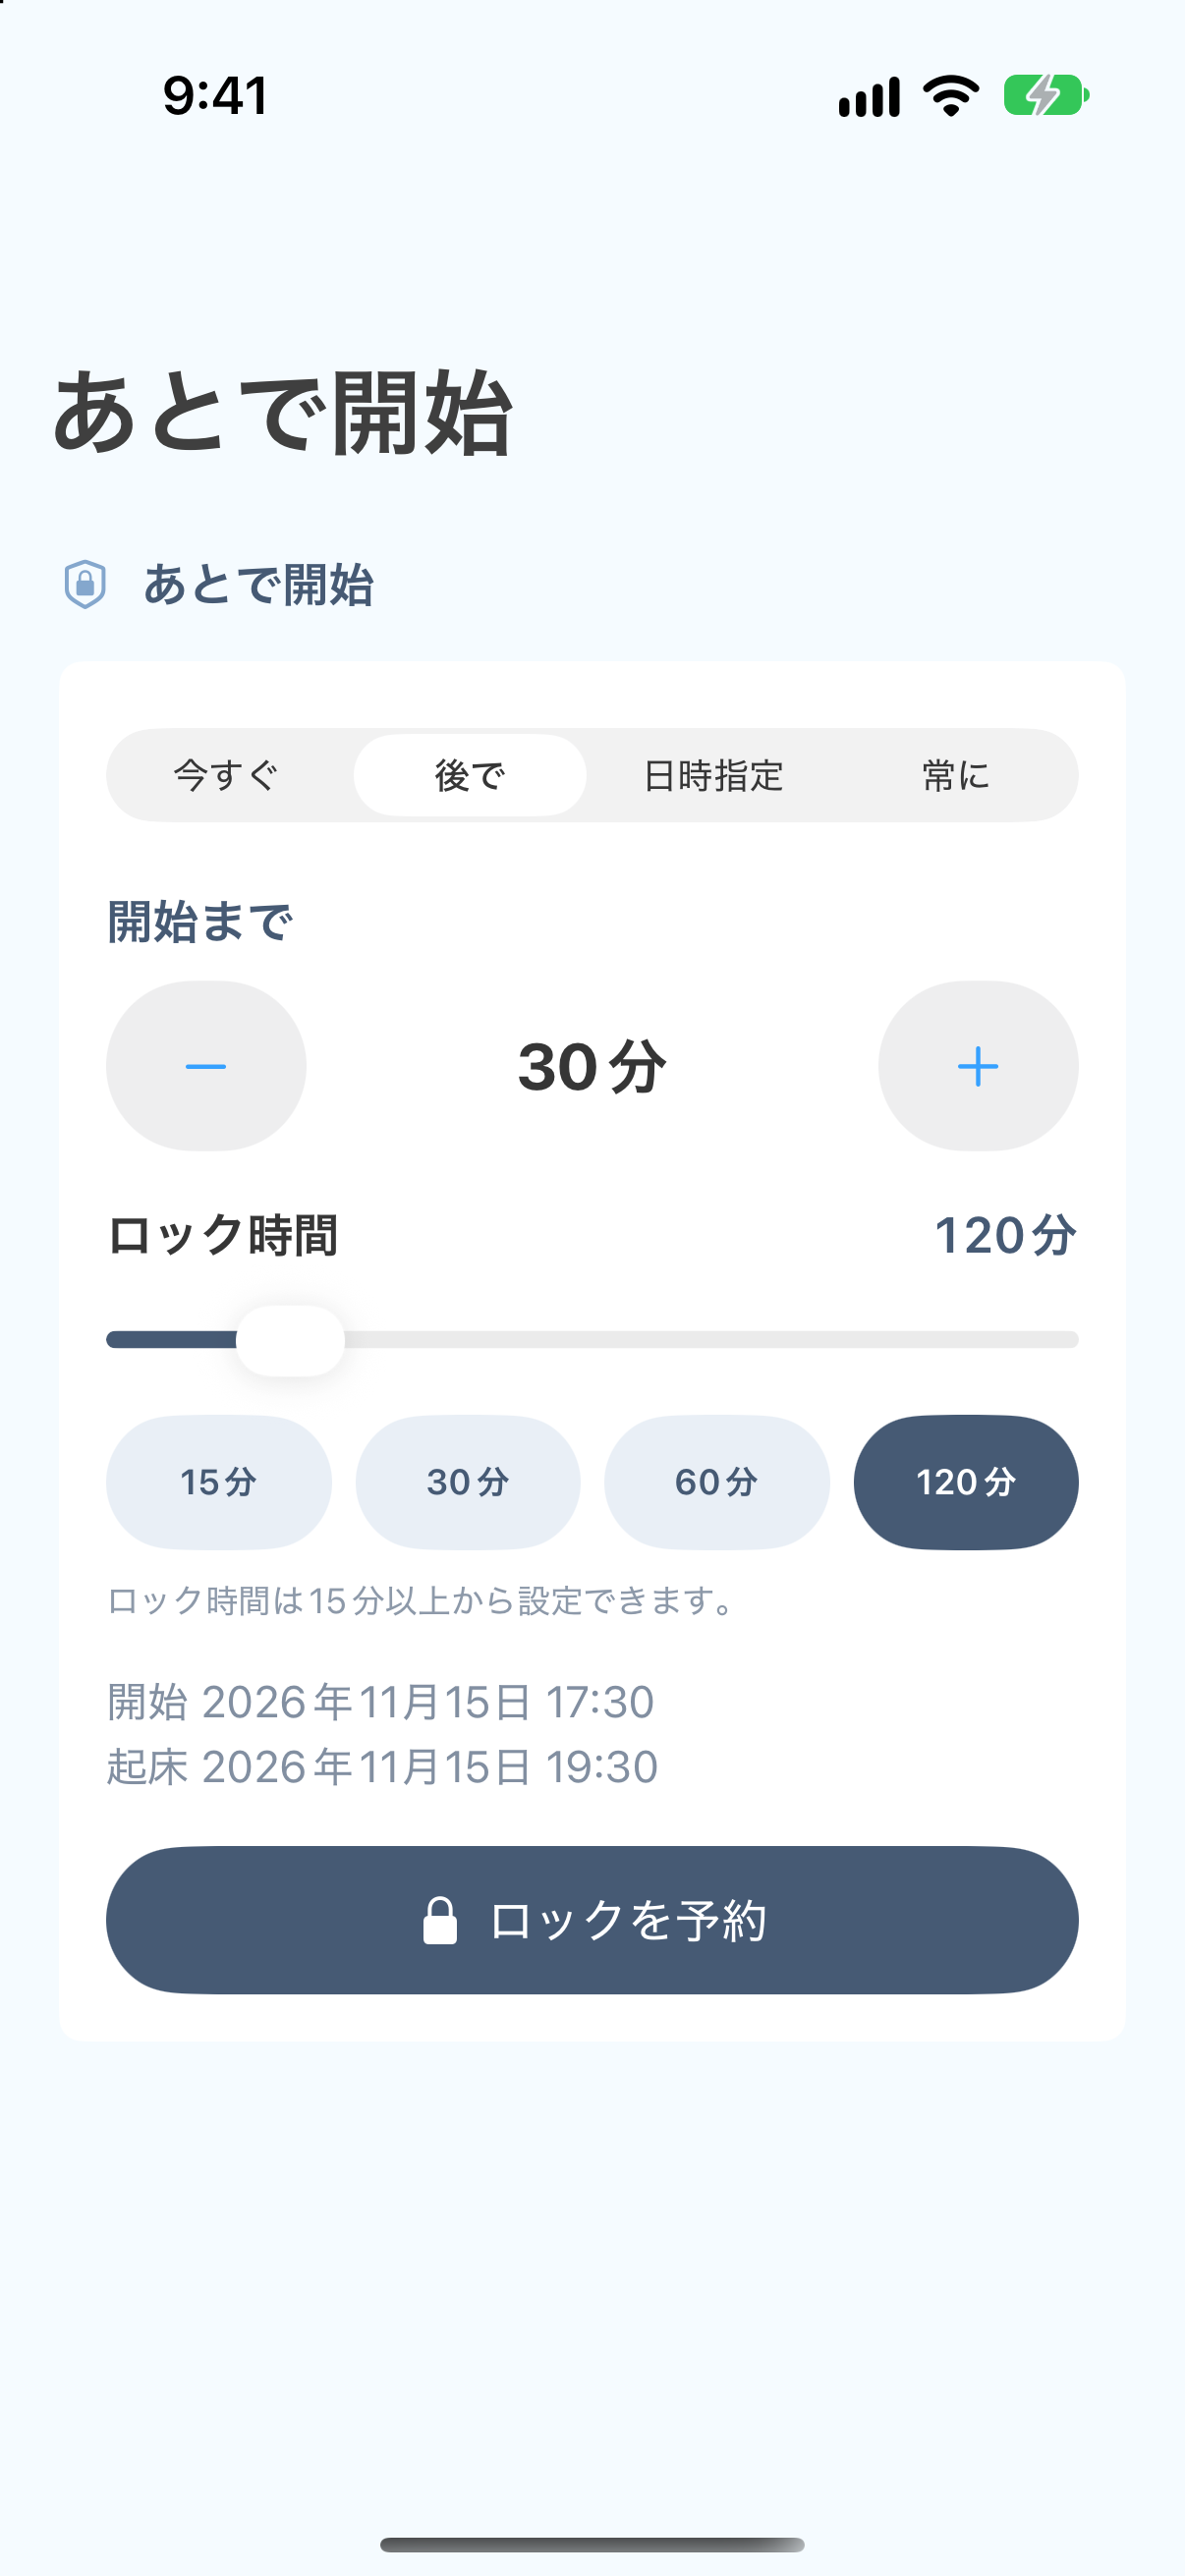 9:41
あとで開始
あとで開始
今すぐ 後で 日時指定 常に
開始まで
30分
ロック時間 120分
15分 30分 60分 120分
ロック時間は15分以上から設定できます。
開始 2026年11月15日 17:30
起床 2026年11月15日 19:30
ロックを予約